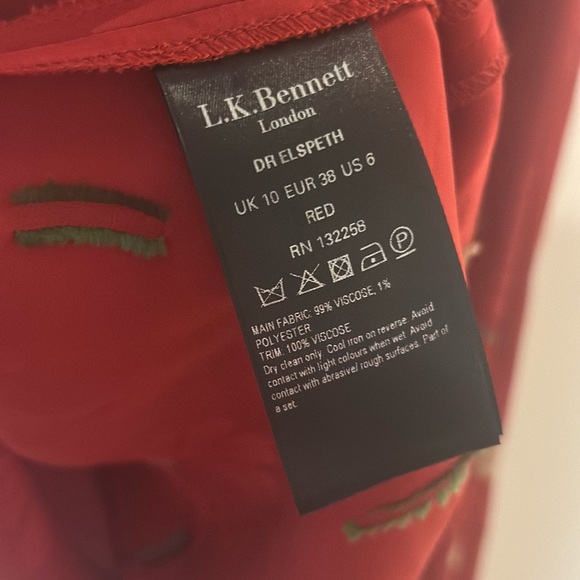 L.K.Bennett
London
DR ELSPETH
UK 10 EUR 38 US 6
RED
RN 132258
MAIN FABRIC: 99% VISCOSE, 1%
POLYESTER
TRIM: 100% VISCOSE
Dry clean only. Cool iron on reverse. Avoid
contact with light colours when wet. Avoid
contact with abrasive/ rough surfaces. Part of
a set.